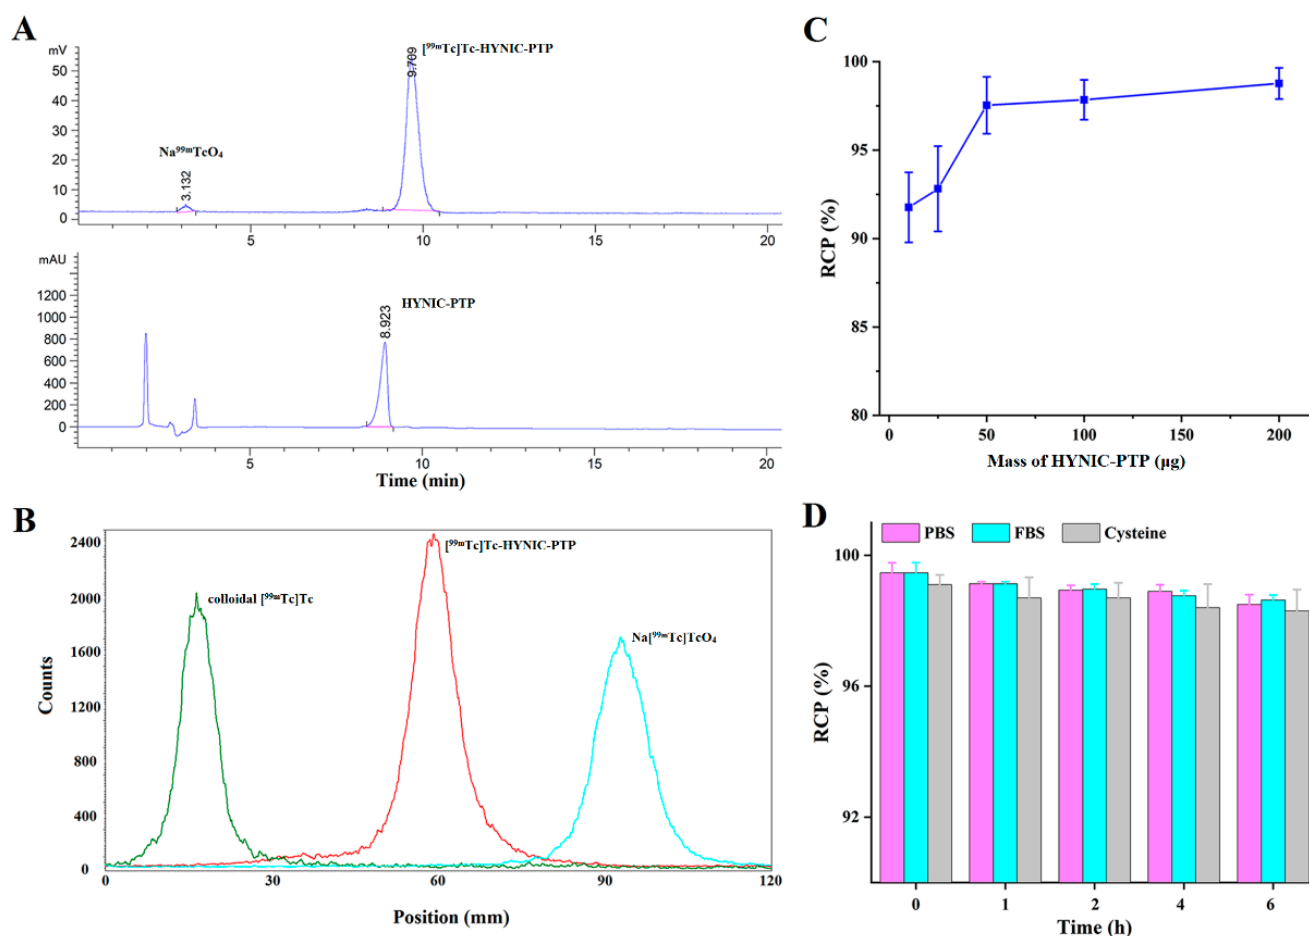 A
mV
50
40
30
20
10
0
[⁹⁹ᵐTc]Tc-HYNIC-PTP
9.709
Na⁹⁹ᵐTcO₄
3.132
5
10
15
20
mAU
1200
1000
800
600
400
200
0
HYNIC-PTP
8.923
5
10
15
20
Time (min)
B
2400
2000
1600
1200
800
400
0
Counts
colloidal [⁹⁹ᵐTc]Tc
[⁹⁹ᵐTc]Tc-HYNIC-PTP
Na[⁹⁹ᵐTc]TcO₄
0
30
60
90
120
Position (mm)
C
100
95
90
85
80
RCP (%)
0
50
100
150
200
Mass of HYNIC-PTP (μg)
D
PBS
FBS
Cysteine
100
96
92
RCP (%)
0
1
2
4
6
Time (h)